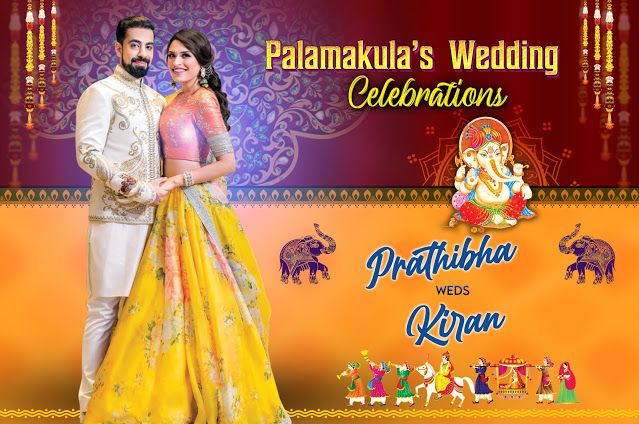 Palamakula's Wedding
Celebrations
Prathibha
WEDS
Kiran